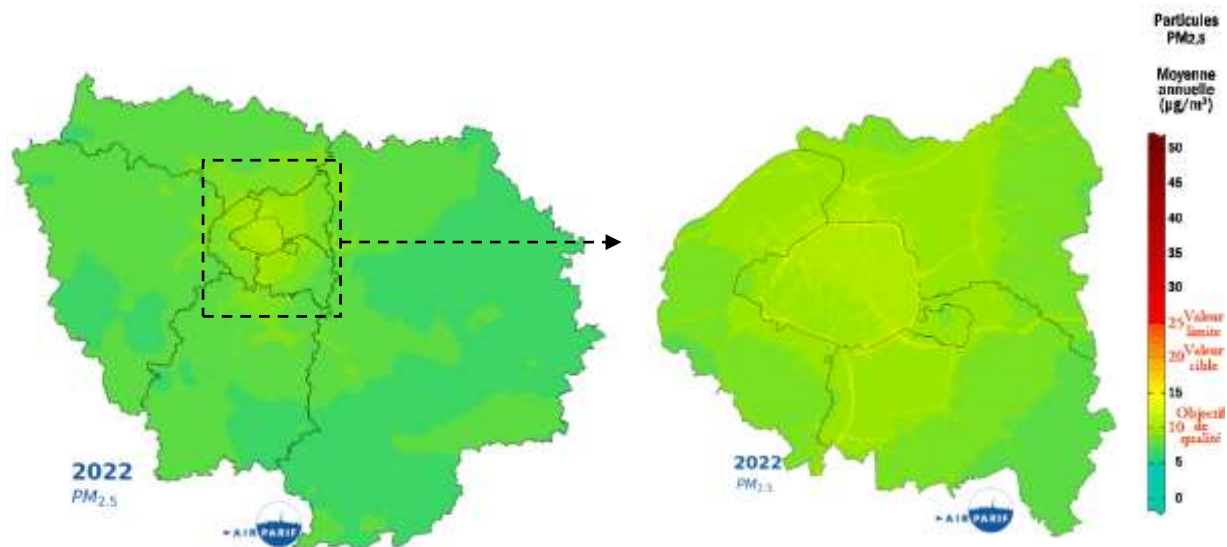 Particules
PM2,5
Moyenne
annuelle
(µg/m³)
50
45
40
35
30
25 Valeur
limite
20 Valeur
cible
15
Objectif
10 de
qualité
5
0
2022
PM2.5
AIRPARIF
2022
PM2.5
AIRPARIF